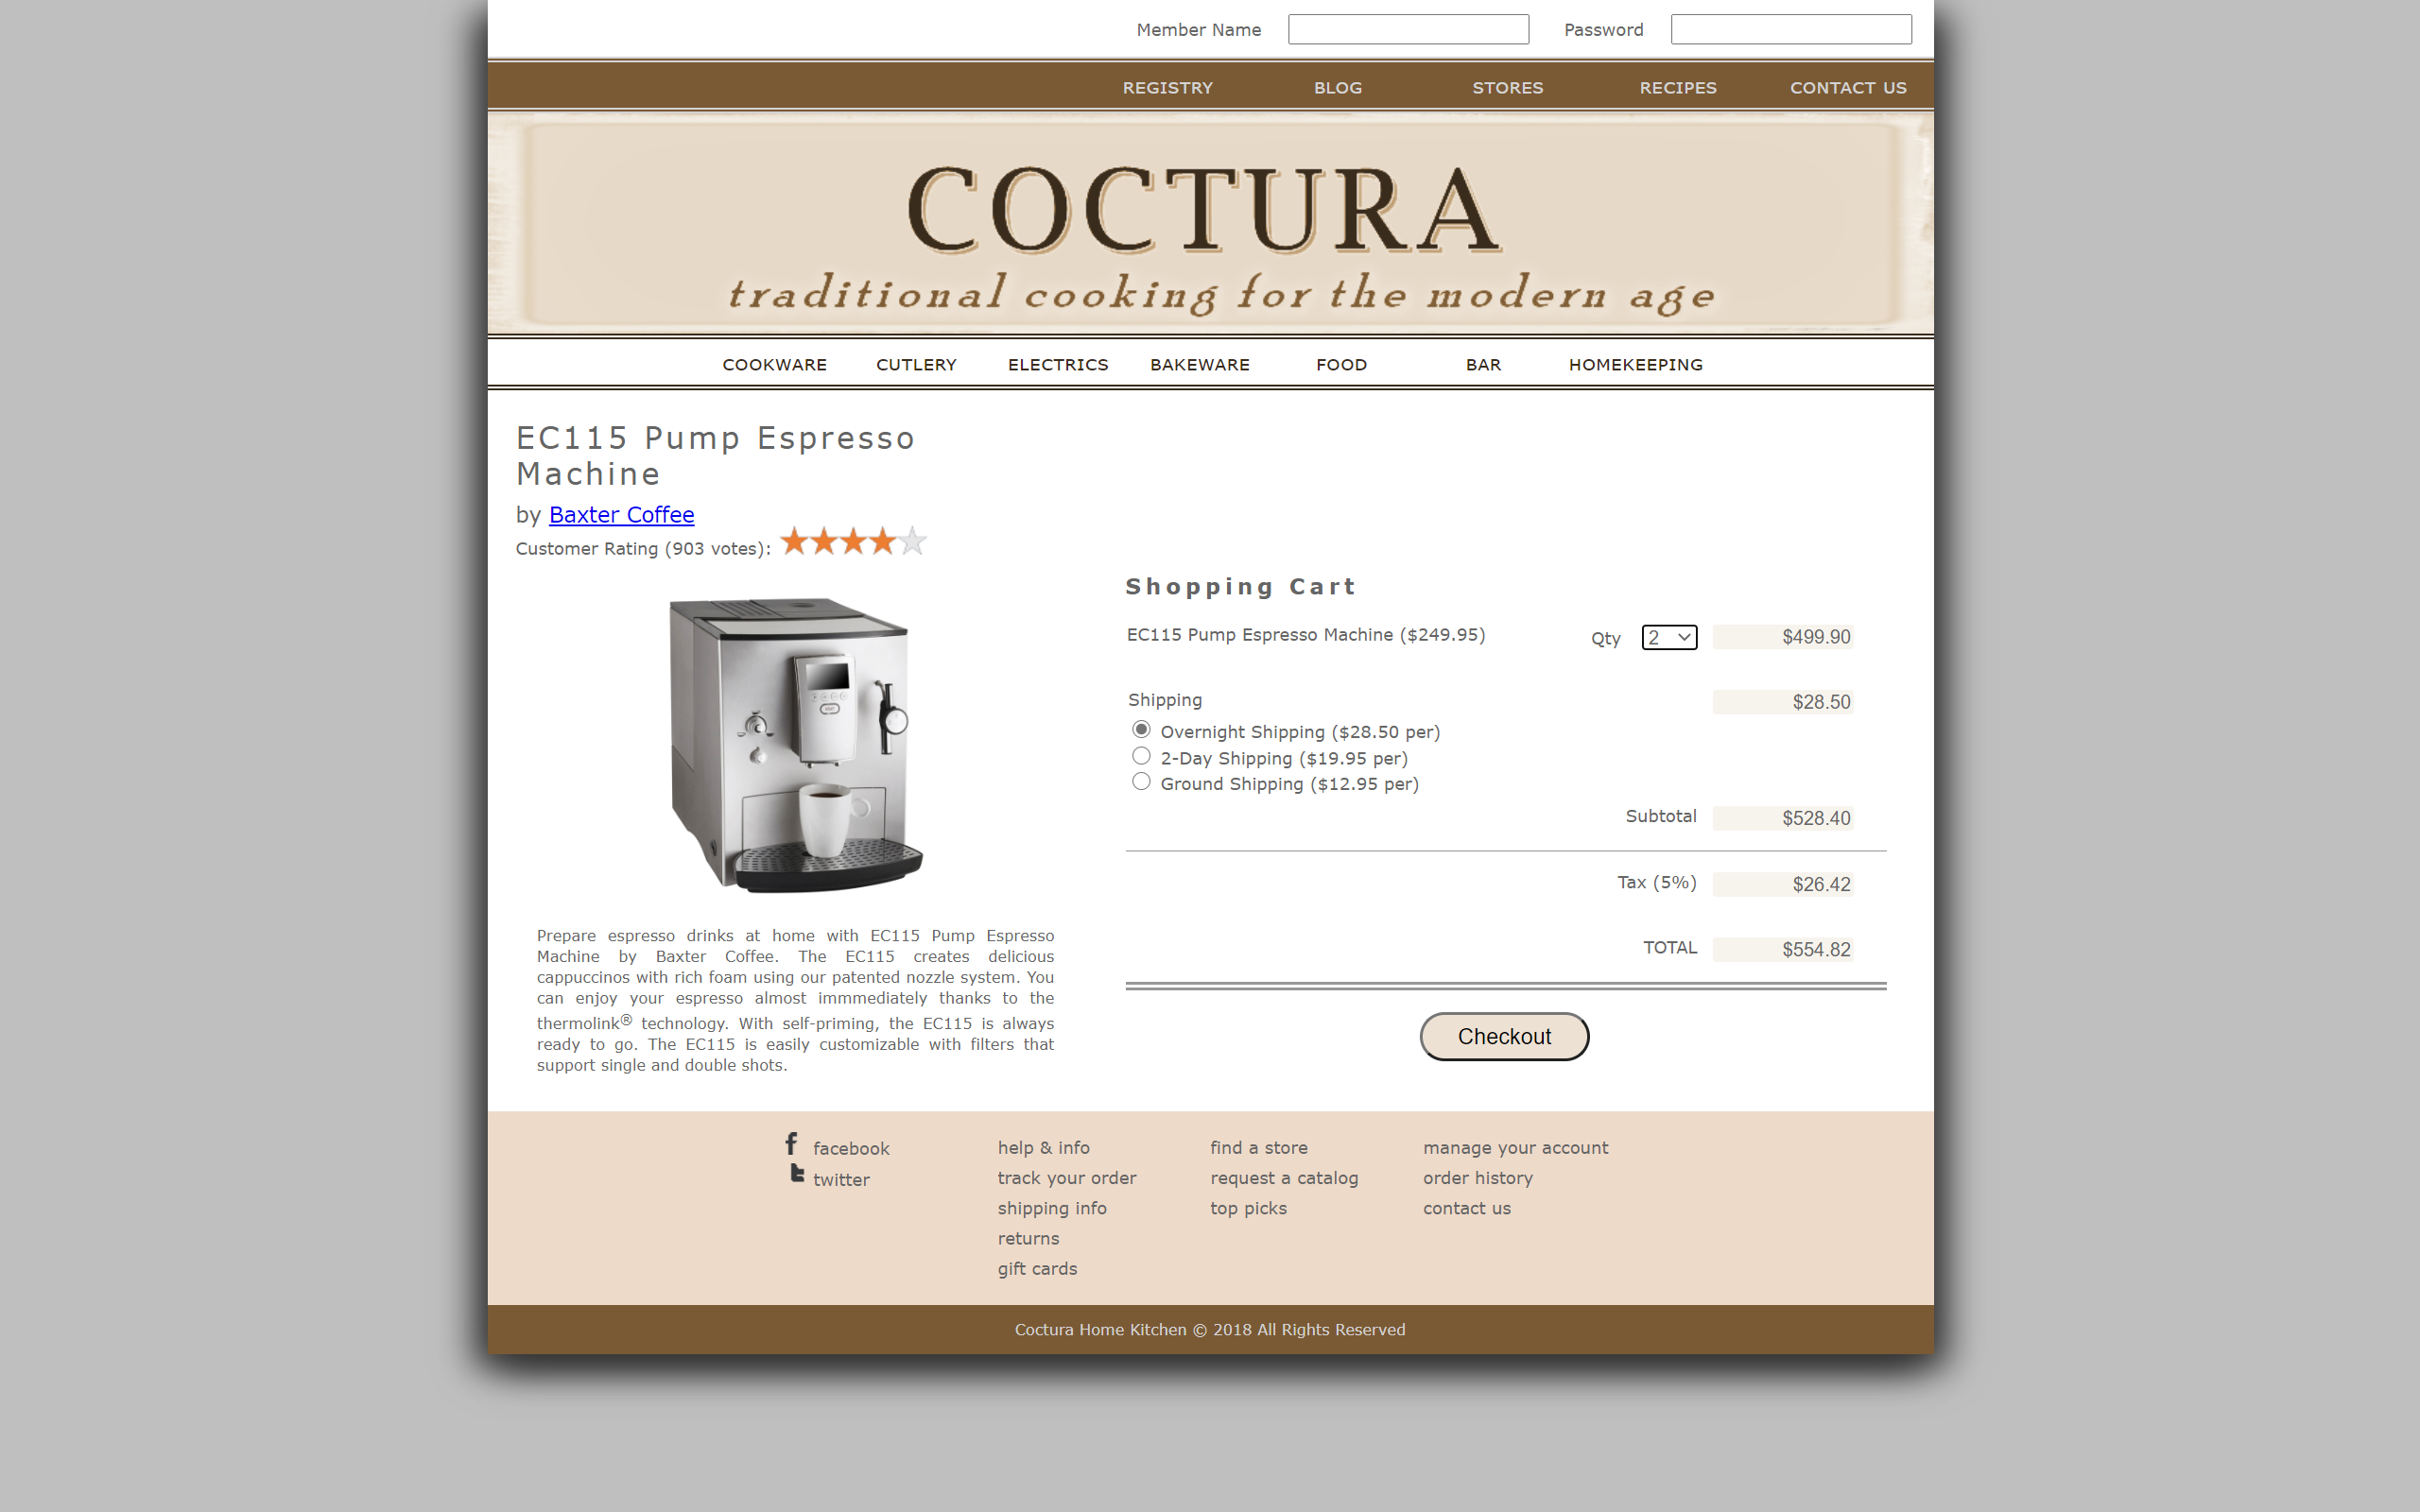 Member Name Password
REGISTRY BLOG STORES RECIPES CONTACT US
COCTURA
traditional cooking for the modern age
COOKWARE CUTLERY ELECTRICS BAKEWARE FOOD BAR HOMEKEEPING
EC115 Pump Espresso
Machine
by Baxter Coffee
Customer Rating (903 votes):
Prepare espresso drinks at home with EC115 Pump Espresso
Machine by Baxter Coffee. The EC115 creates delicious
cappuccinos with rich foam using our patented nozzle system. You
can enjoy your espresso almost immmediately thanks to the
thermolink® technology. With self-priming, the EC115 is always
ready to go. The EC115 is easily customizable with filters that
support single and double shots.
Shopping Cart
EC115 Pump Espresso Machine ($249.95) Qty 2 $499.90
Shipping $28.50
Overnight Shipping ($28.50 per)
2-Day Shipping ($19.95 per)
Ground Shipping ($12.95 per)
Subtotal $528.40
Tax (5%) $26.42
TOTAL $554.82
Checkout
facebook
twitter
help & info
track your order
shipping info
returns
gift cards
find a store
request a catalog
top picks
manage your account
order history
contact us
Coctura Home Kitchen © 2018 All Rights Reserved